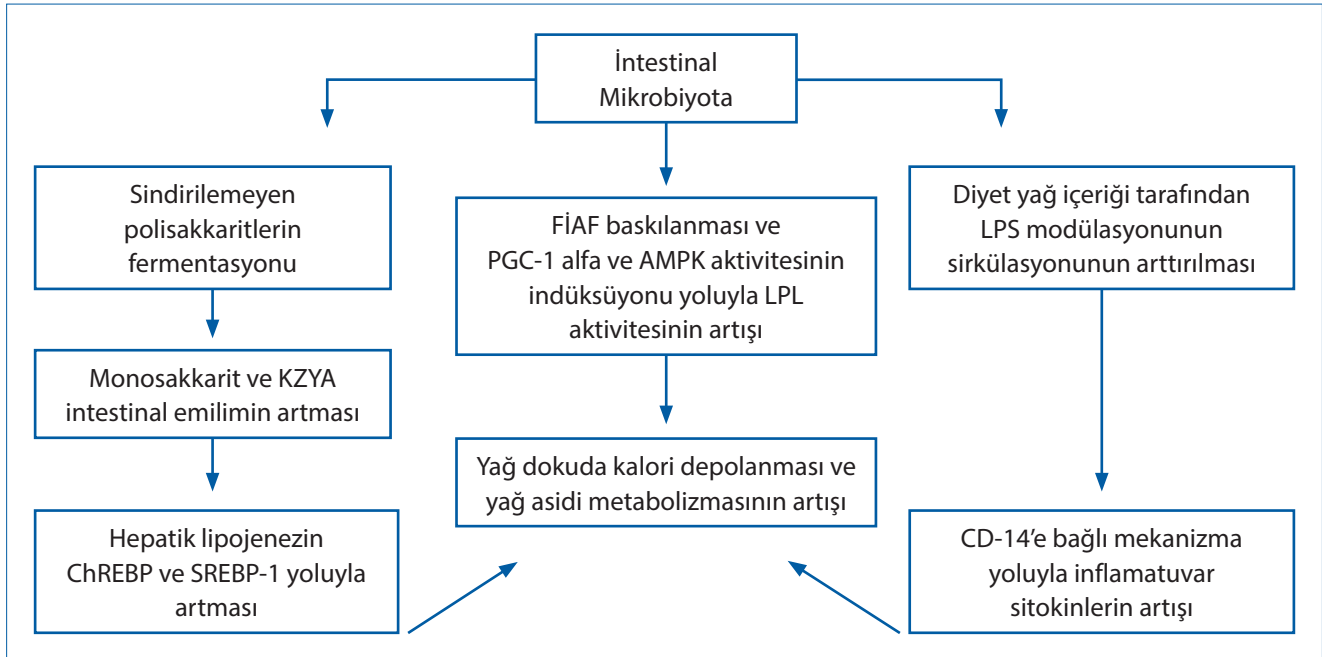 İntestinal
Mikrobiyota
Sindirilemeyen
polisakkaritlerin
fermentasyonu
Monosakkarit ve KZYA
intestinal emilimin artması
Hepatik lipojenezin
ChREBP ve SREBP-1 yoluyla
artması
FİAF baskılanması ve
PGC-1 alfa ve AMPK aktivitesinin
indüksüyonu yoluyla LPL
aktivitesinin artışı
Yağ dokuda kalori depolanması ve
yağ asidi metabolizmasının artışı
Diyet yağ içeriği tarafından
LPS modülasyonunun
sirkülasyonunun arttırılması
CD-14’e bağlı mekanizma
yoluyla inflamatuvar
sitokinlerin artışı